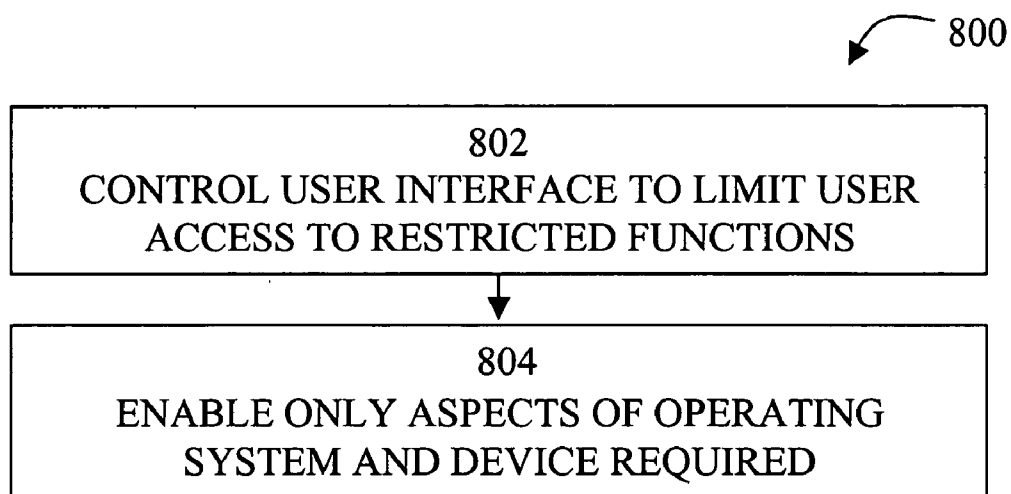 800
802
CONTROL USER INTERFACE TO LIMIT USER
ACCESS TO RESTRICTED FUNCTIONS
804
ENABLE ONLY ASPECTS OF OPERATING
SYSTEM AND DEVICE REQUIRED